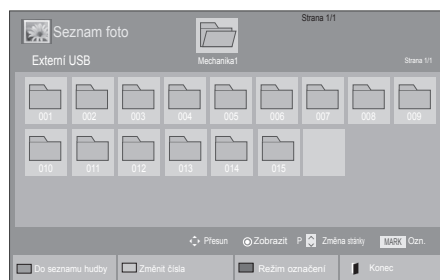 Strana 1/1
Seznam foto
Externí USB
Mechanika1
Strana 1/1
001 002 003 004 005 006 007 008 009
010 011 012 013 014 015
Přesun Zobrazit P Změna stánky MARK Ozn.
Do seznamu hudby Změnit čísla Režim označení Konec